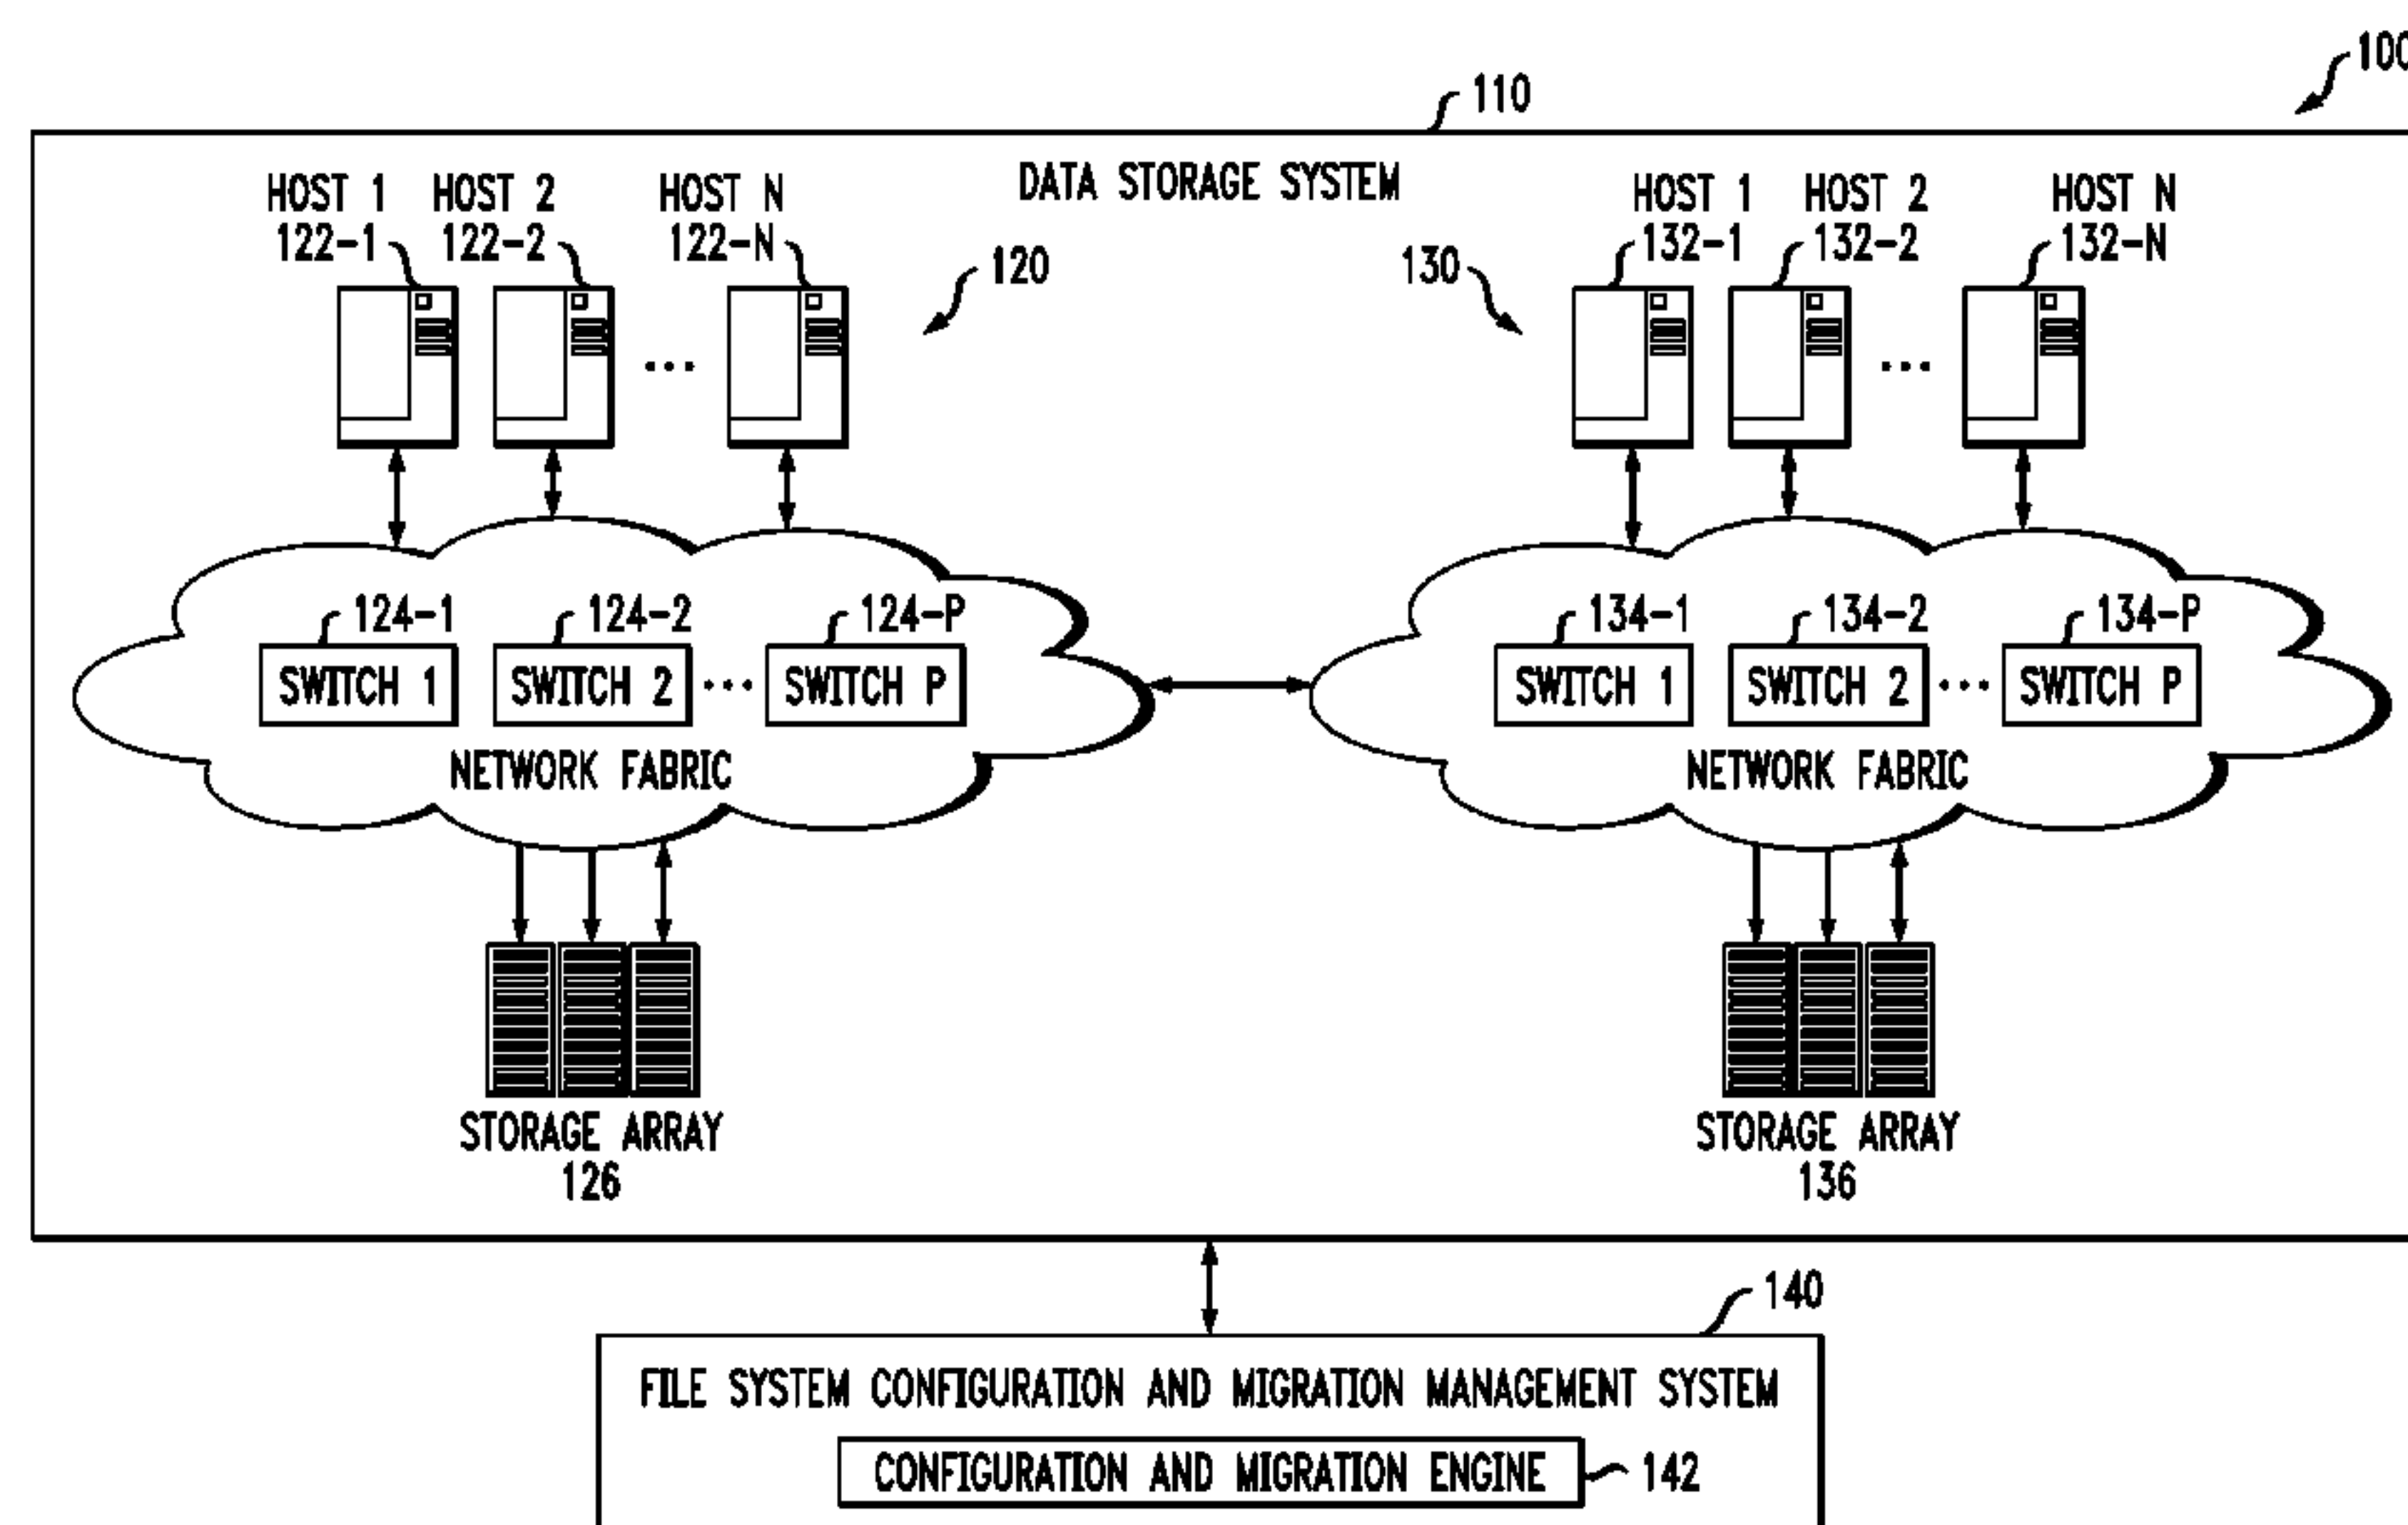 100
110
DATA STORAGE SYSTEM
HOST 1 HOST 2 HOST N
122-1 122-2 122-N
120
HOST 1 HOST 2 HOST N
132-1 132-2 132-N
130
...
...
124-1 124-2 124-P
SWITCH 1 SWITCH 2 ... SWITCH P
NETWORK FABRIC
134-1 134-2 134-P
SWITCH 1 SWITCH 2 ... SWITCH P
NETWORK FABRIC
STORAGE ARRAY
126
STORAGE ARRAY
136
140
FILE SYSTEM CONFIGURATION AND MIGRATION MANAGEMENT SYSTEM
CONFIGURATION AND MIGRATION ENGINE 142